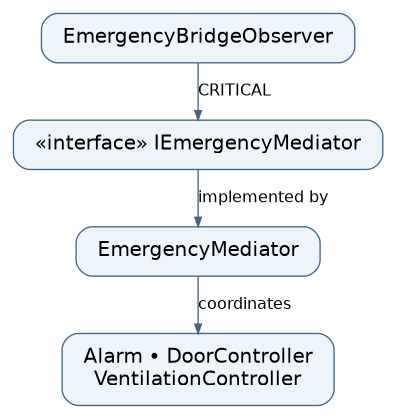 EmergencyBridgeObserver
CRITICAL
«interface» IEmergencyMediator
implemented by
EmergencyMediator
coordinates
Alarm • DoorController
VentilationController